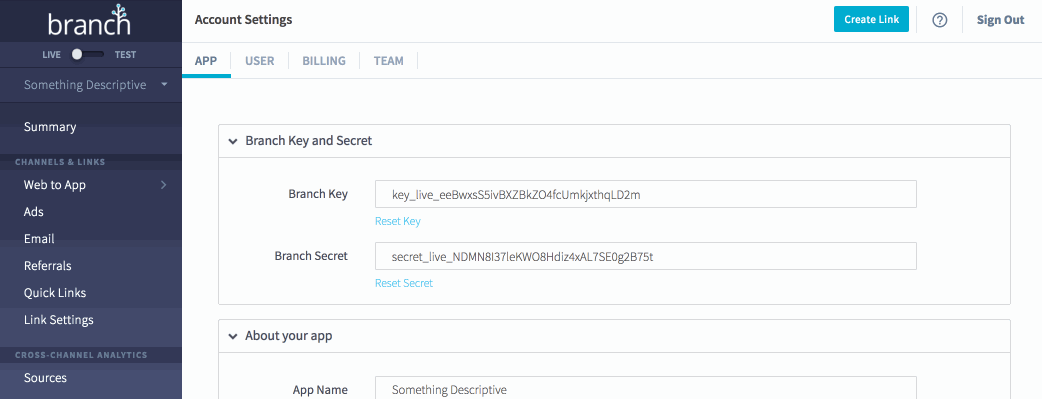 branch
Account Settings
Create Link
?
Sign Out
LIVE
TEST
APP
USER
BILLING
TEAM
Something Descriptive
Summary
CHANNELS & LINKS
Web to App
Ads
Email
Referrals
Quick Links
Link Settings
CROSS-CHANNEL ANALYTICS
Sources
Branch Key and Secret
Branch Key
key_live_eeBwxsS5ivBXZBkZO4fcUmkjxthqLD2m
Reset Key
Branch Secret
secret_live_NDMN8I37leKWO8Hdiz4xAL7SE0g2B75t
Reset Secret
About your app
App Name
Something Descriptive